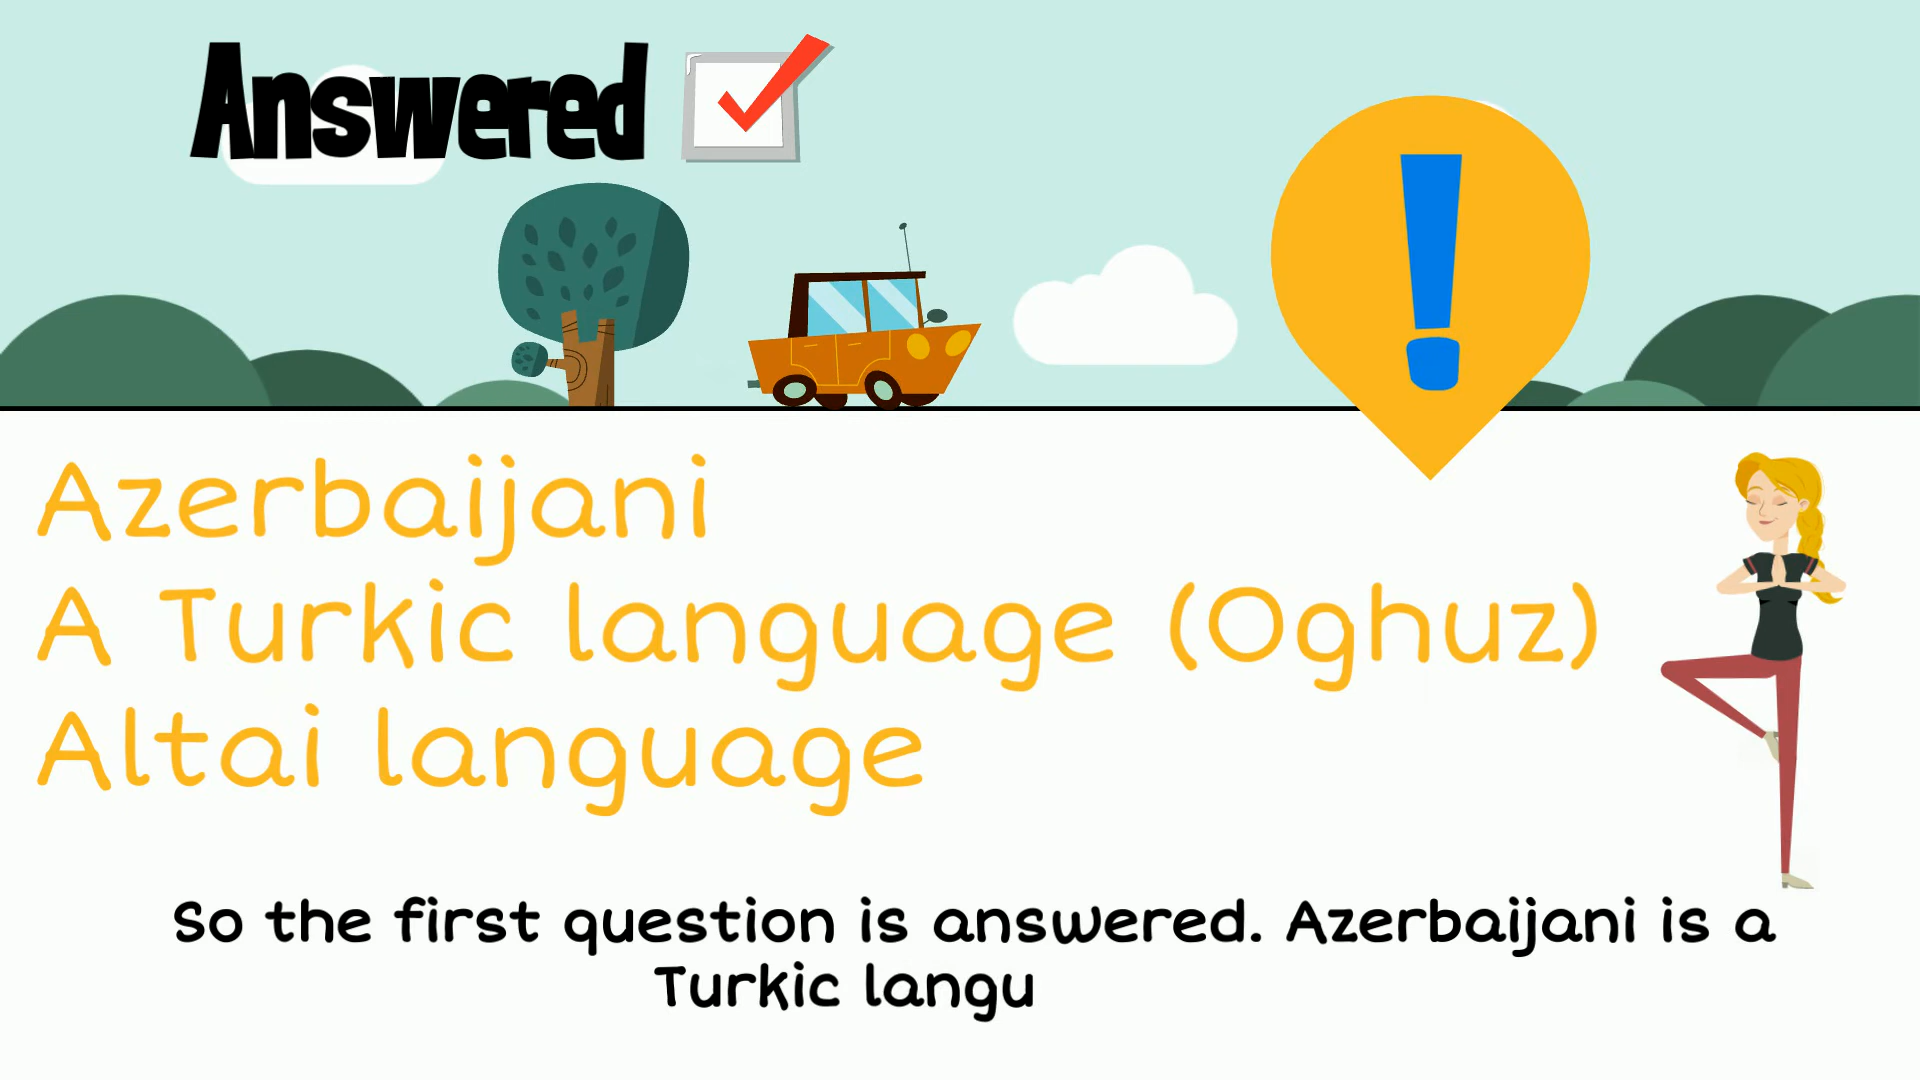 Answered
Azerbaijani
A Turkic language (Oghuz)
Altai language
So the first question is answered. Azerbaijani is a
Turkic langu